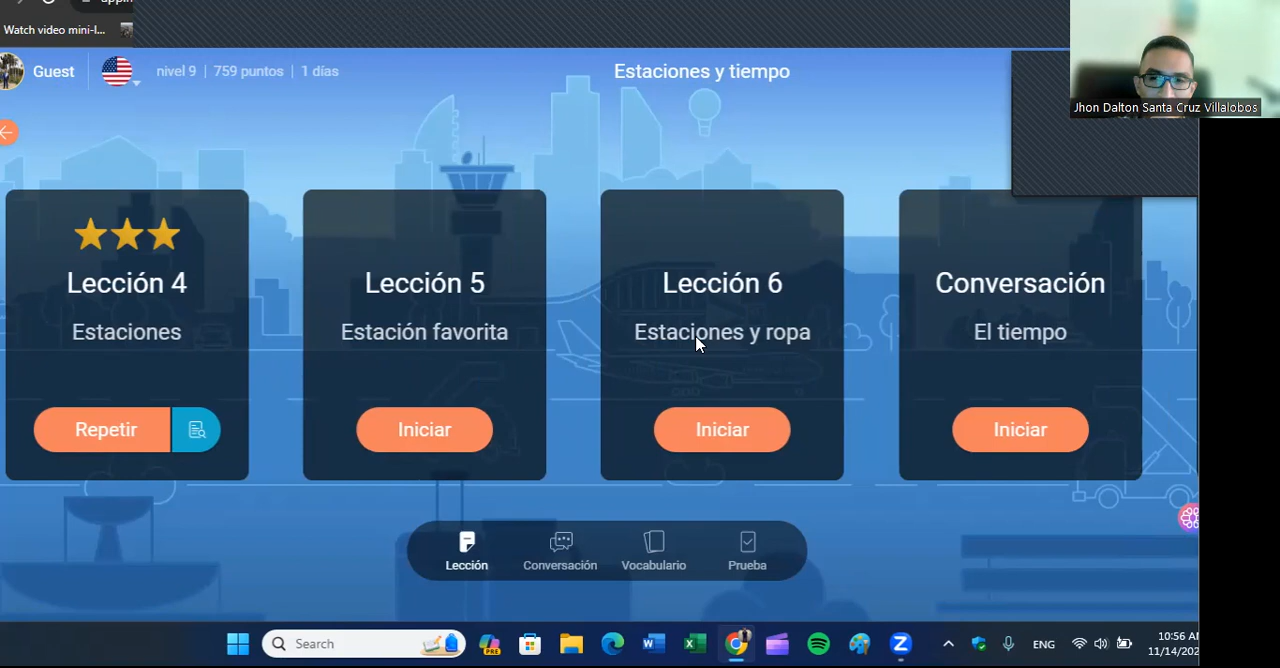 Watch video mini-l...
Guest
nivel 9 | 759 puntos | 1 días
Estaciones y tiempo
Jhon Dalton Santa Cruz Villalobos
Lección 4
Estaciones
Repetir
Lección 5
Estación favorita
Iniciar
Lección 6
Estaciones y ropa
Iniciar
Conversación
El tiempo
Iniciar
Lección
Conversación
Vocabulario
Prueba
Search
PRE
ENG
10:56 A
11/14/202